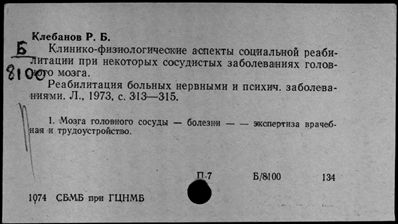 Клебанов Р. Б.
Б
8100
Клинико-физиологические аспекты социальной реаби-
литации при некоторых сосудистых заболеваниях голов-
ного мозга.
Реабилитация больных нервными и психич. заболева-
ниями. Л., 1973, с. 313—315.
1. Мозга головного сосуды — болезни — — экспертиза врачеб-
ная и трудоустройство.
П-7 Б/8100 134
1974 СБМБ при ГЦНМБ